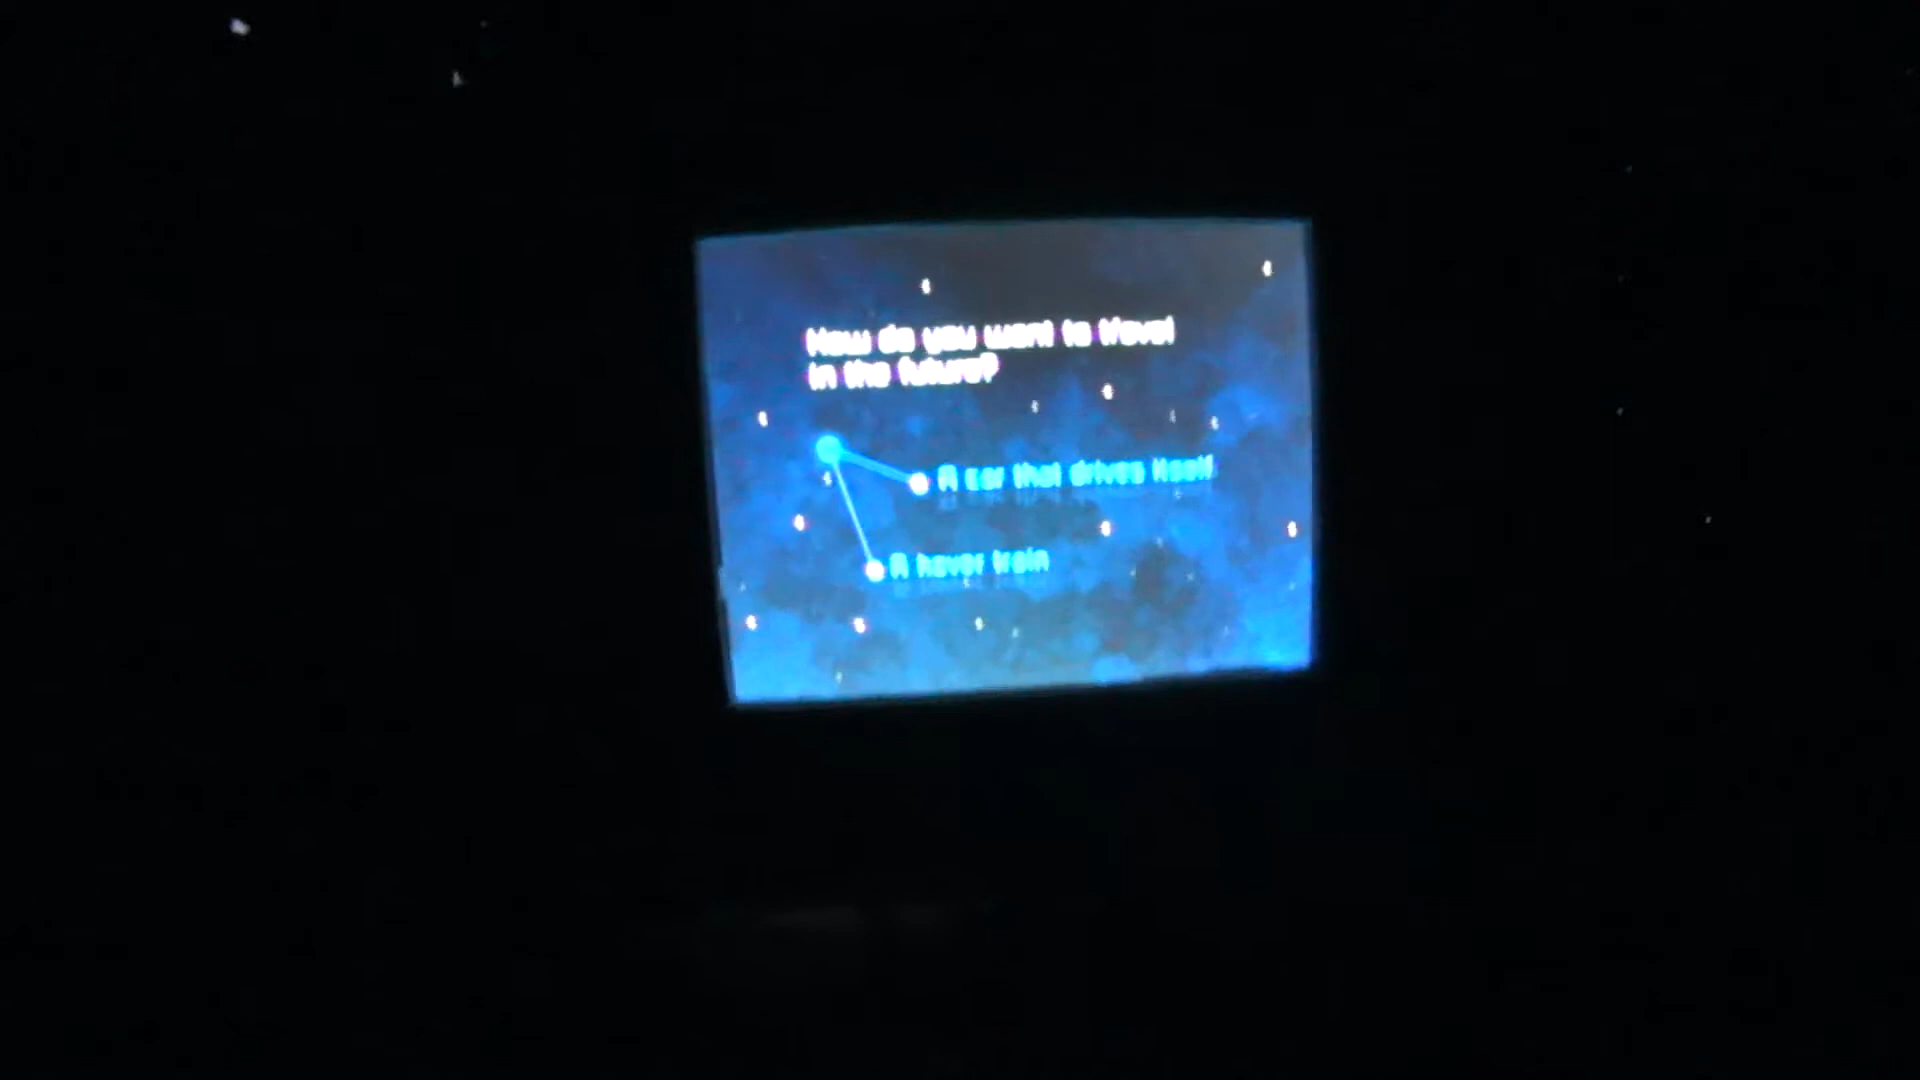 How do you want to travel
in the future?
A car that drives itself
A hover train